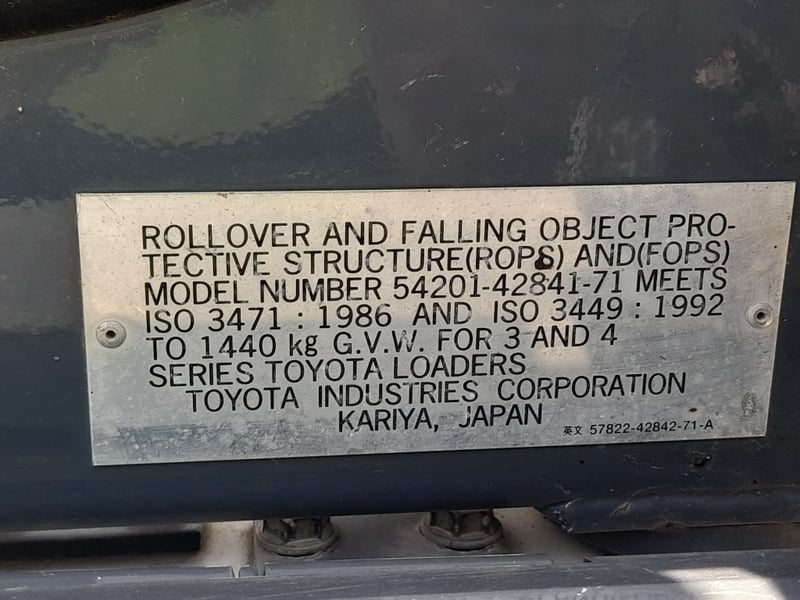 ROLLOVER AND FALLING OBJECT PRO-
TECTIVE STRUCTURE(ROPS) AND(FOPS)
MODEL NUMBER 54201-42841-71 MEETS
ISO 3471 : 1986 AND ISO 3449 : 1992
TO 1440 kg G.V.W. FOR 3 AND 4
SERIES TOYOTA LOADERS
TOYOTA INDUSTRIES CORPORATION
KARIYA, JAPAN
英文 57822-42842-71-A